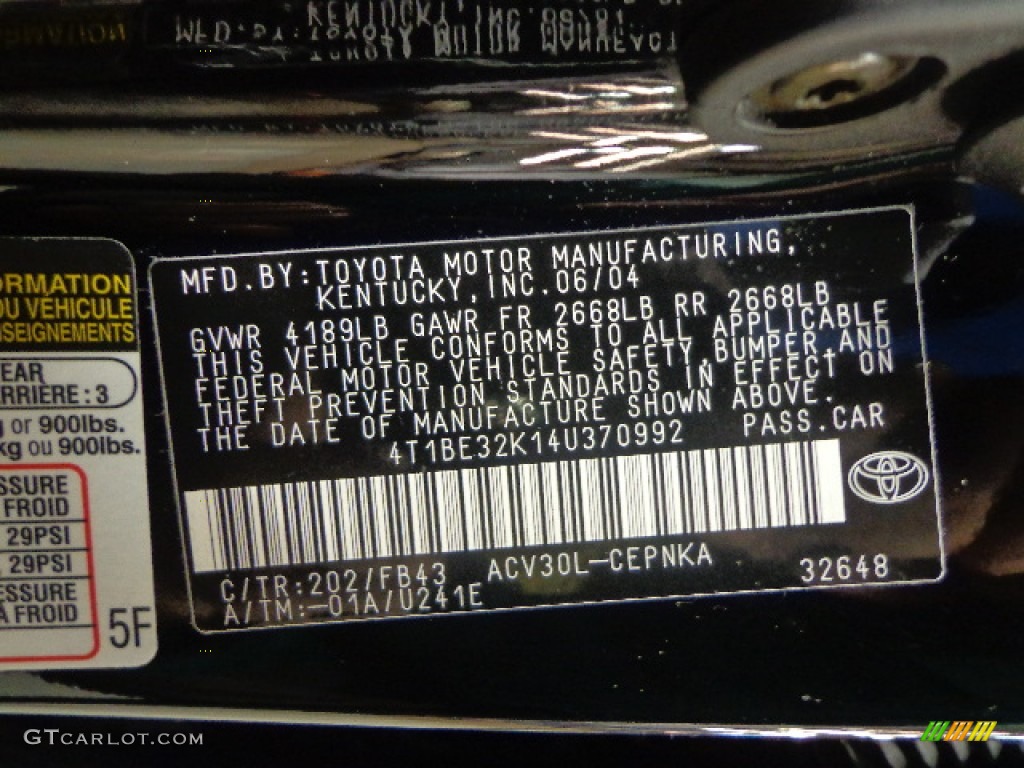 MFD.BY:TOYOTA MOTOR MANUFACTURING,
KENTUCKY,INC.06/04
GVWR 4189LB GAWR FR 2668LB RR 2668LB
THIS VEHICLE CONFORMS TO ALL APPLICABLE
FEDERAL MOTOR VEHICLE SAFETY,BUMPER,AND
THEFT PREVENTION STANDARDS IN EFFECT ON
THE DATE OF MANUFACTURE SHOWN ABOVE.
4T1BE32K14U370992 PASS.CAR
C/TR:202/FB43 ACV30L-CEPNKA 32648
A/TM:-01A/U241E
ORMATION
OU VÉHICULE
NSEIGNEMENTS
EAR
RRIERE : 3
g or 900lbs.
kg ou 900lbs.
SSURE
FROID
29PSI
29PSI
ESSURE
A FROID
5F
GTcarlot.com